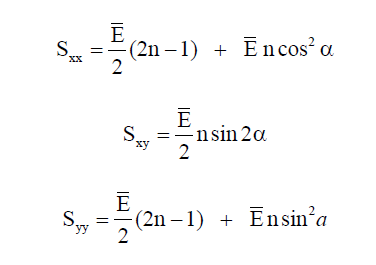 S_xx = Ē/2 (2n – 1) + Ē n cos² α
S_xy = Ē/2 n sin 2α
S_yy = Ē/2 (2n – 1) + Ē n sin² a